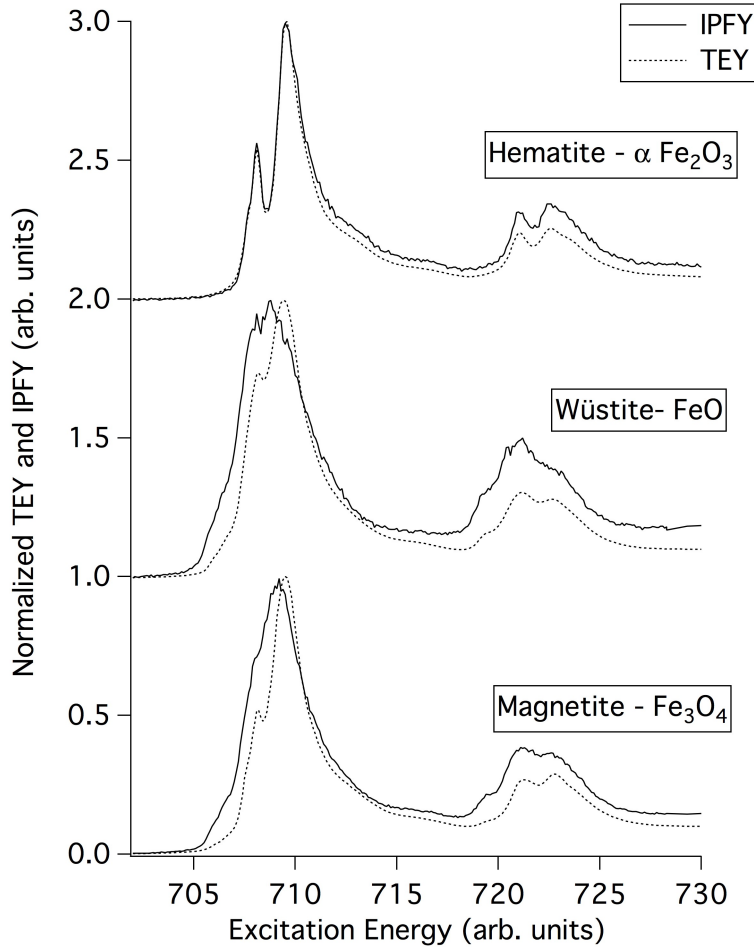 3.0
IPFY
TEY
2.5
Hematite - α Fe₂O₃
2.0
Wüstite- FeO
1.5
1.0
Magnetite - Fe₃O₄
0.5
0.0
705 710 715 720 725 730
Excitation Energy (arb. units)
Normalized TEY and IPFY (arb. units)